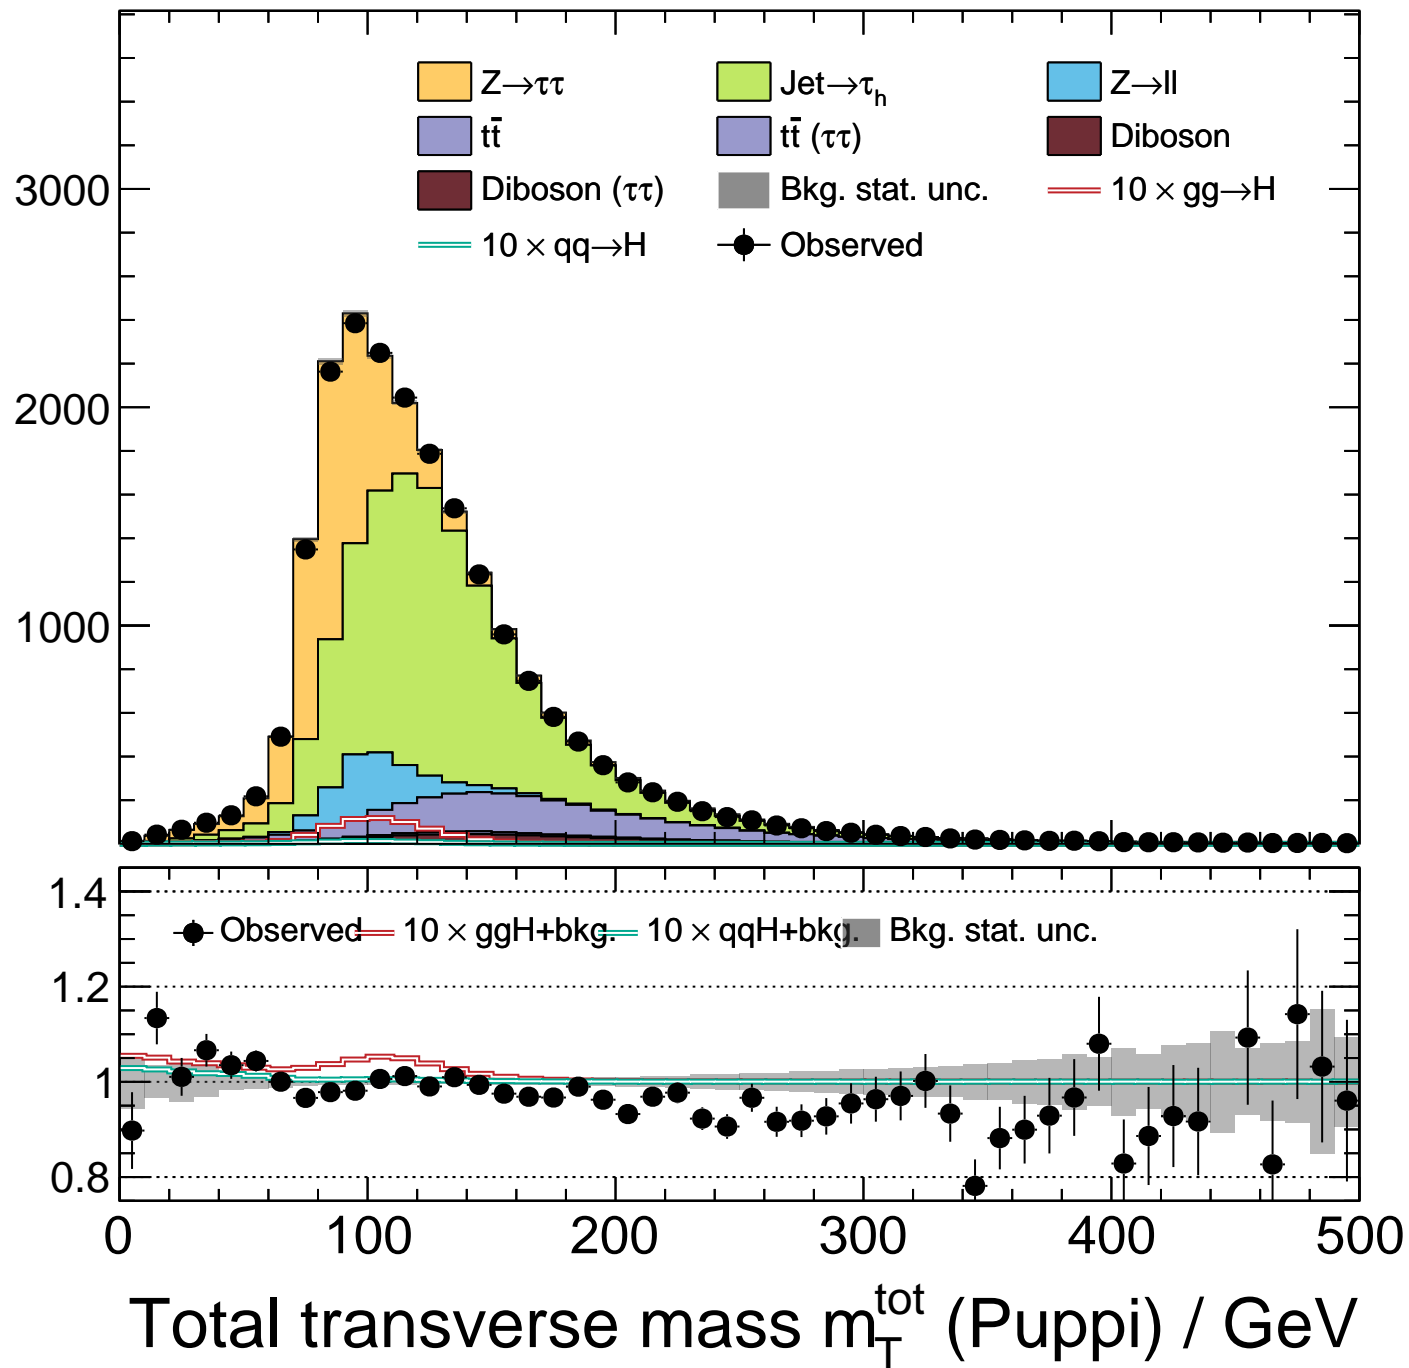 Z→ττ Jet→τh Z→ll
tt̄ tt̄ (ττ) Diboson
Diboson (ττ) Bkg. stat. unc. 10 × gg→H
10 × qq→H Observed
3000
2000
1000
1.4
Observed 10 × ggH+bkg. 10 × qqH+bkg. Bkg. stat. unc.
1.2
1
0.8
0 100 200 300 400 500
Total transverse mass m_T^tot (Puppi) / GeV